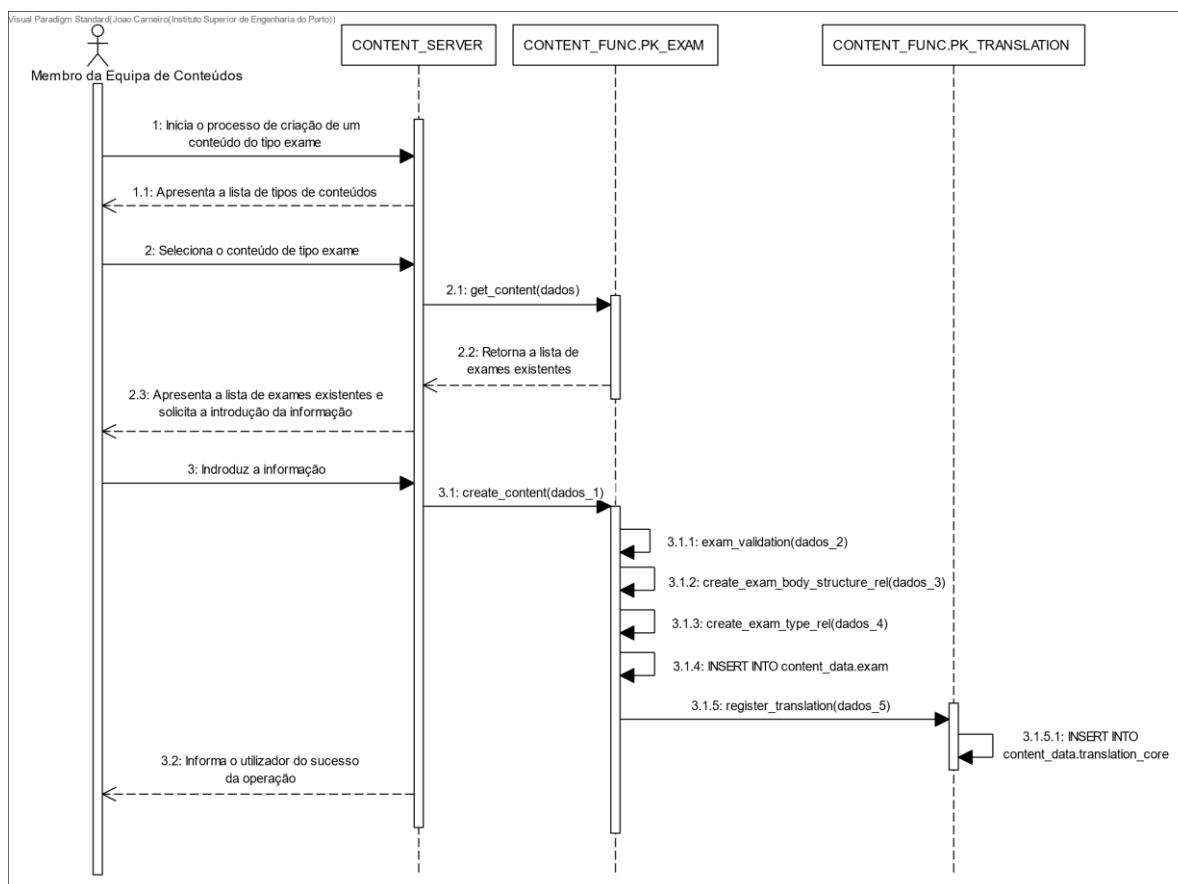 Visual Paradigm Standard(Joao Carneiro(Instituto Superior de Engenharia do Porto))
CONTENT_SERVER
CONTENT_FUNC.PK_EXAM
CONTENT_FUNC.PK_TRANSLATION
Membro da Equipa de Conteúdos
1: Inicia o processo de criação de um
conteúdo do tipo exame
1.1: Apresenta a lista de tipos de conteúdos
2: Seleciona o conteúdo de tipo exame
2.1: get_content(dados)
2.2: Retorna a lista de
exames existentes
2.3: Apresenta a lista de exames existentes e
solicita a introdução da informação
3: Indroduz a informação
3.1: create_content(dados_1)
3.1.1: exam_validation(dados_2)
3.1.2: create_exam_body_structure_rel(dados_3)
3.1.3: create_exam_type_rel(dados_4)
3.1.4: INSERT INTO content_data.exam
3.1.5: register_translation(dados_5)
3.1.5.1: INSERT INTO
content_data.translation_core
3.2: Informa o utilizador do sucesso
da operação